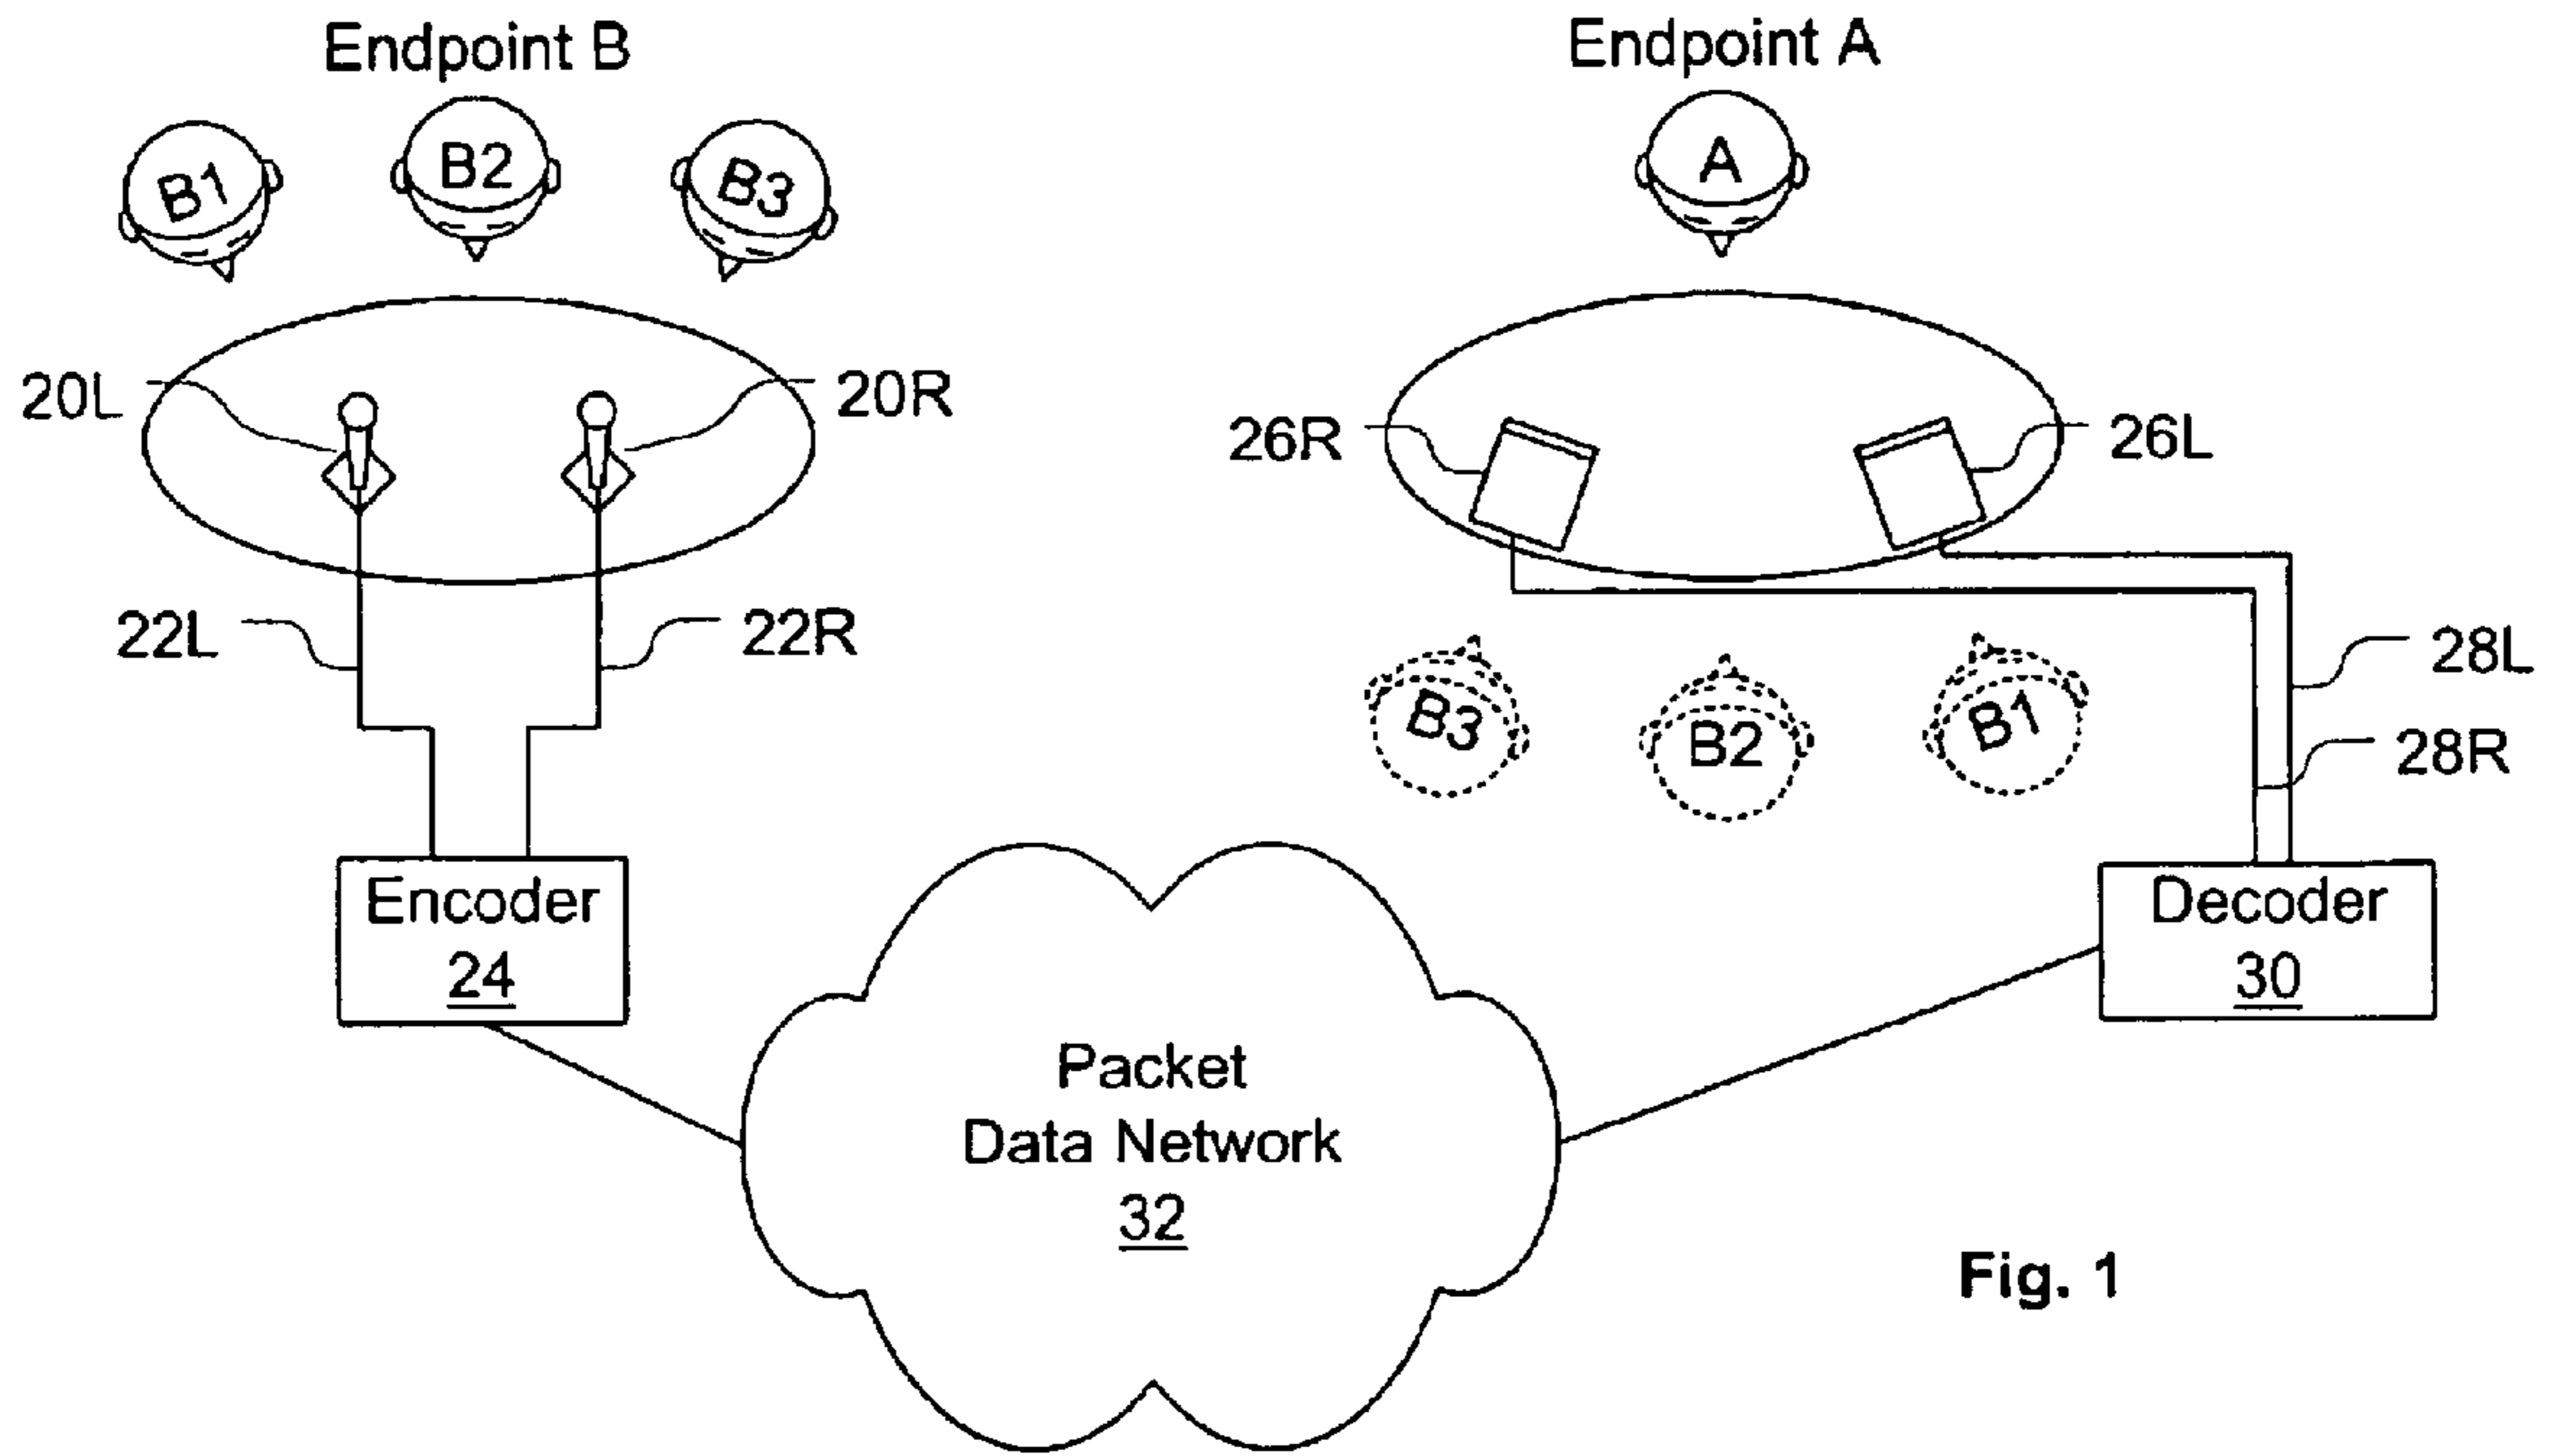 Endpoint B
Endpoint A
B1
B2
B3
A
20L
20R
26R
26L
22L
22R
28L
28R
B3
B2
B1
Encoder
24
Decoder
30
Packet
Data Network
32
Fig. 1